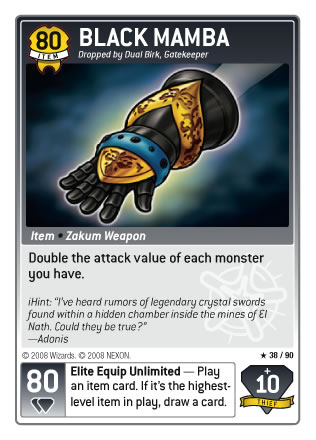 80
ITEM
BLACK MAMBA
Dropped by Dual Birk, Gatekeeper
Item • Zakum Weapon
Double the attack value of each monster
you have.
iHint: “I’ve heard rumors of legendary crystal swords
found within a hidden chamber inside the mines of El
Nath. Could they be true?”
—Adonis
© 2008 Wizards. © 2008 NEXON.
★ 38 / 90
80
Elite Equip Unlimited — Play
an item card. If it’s the highest-
level item in play, draw a card.
+
10
THIEF